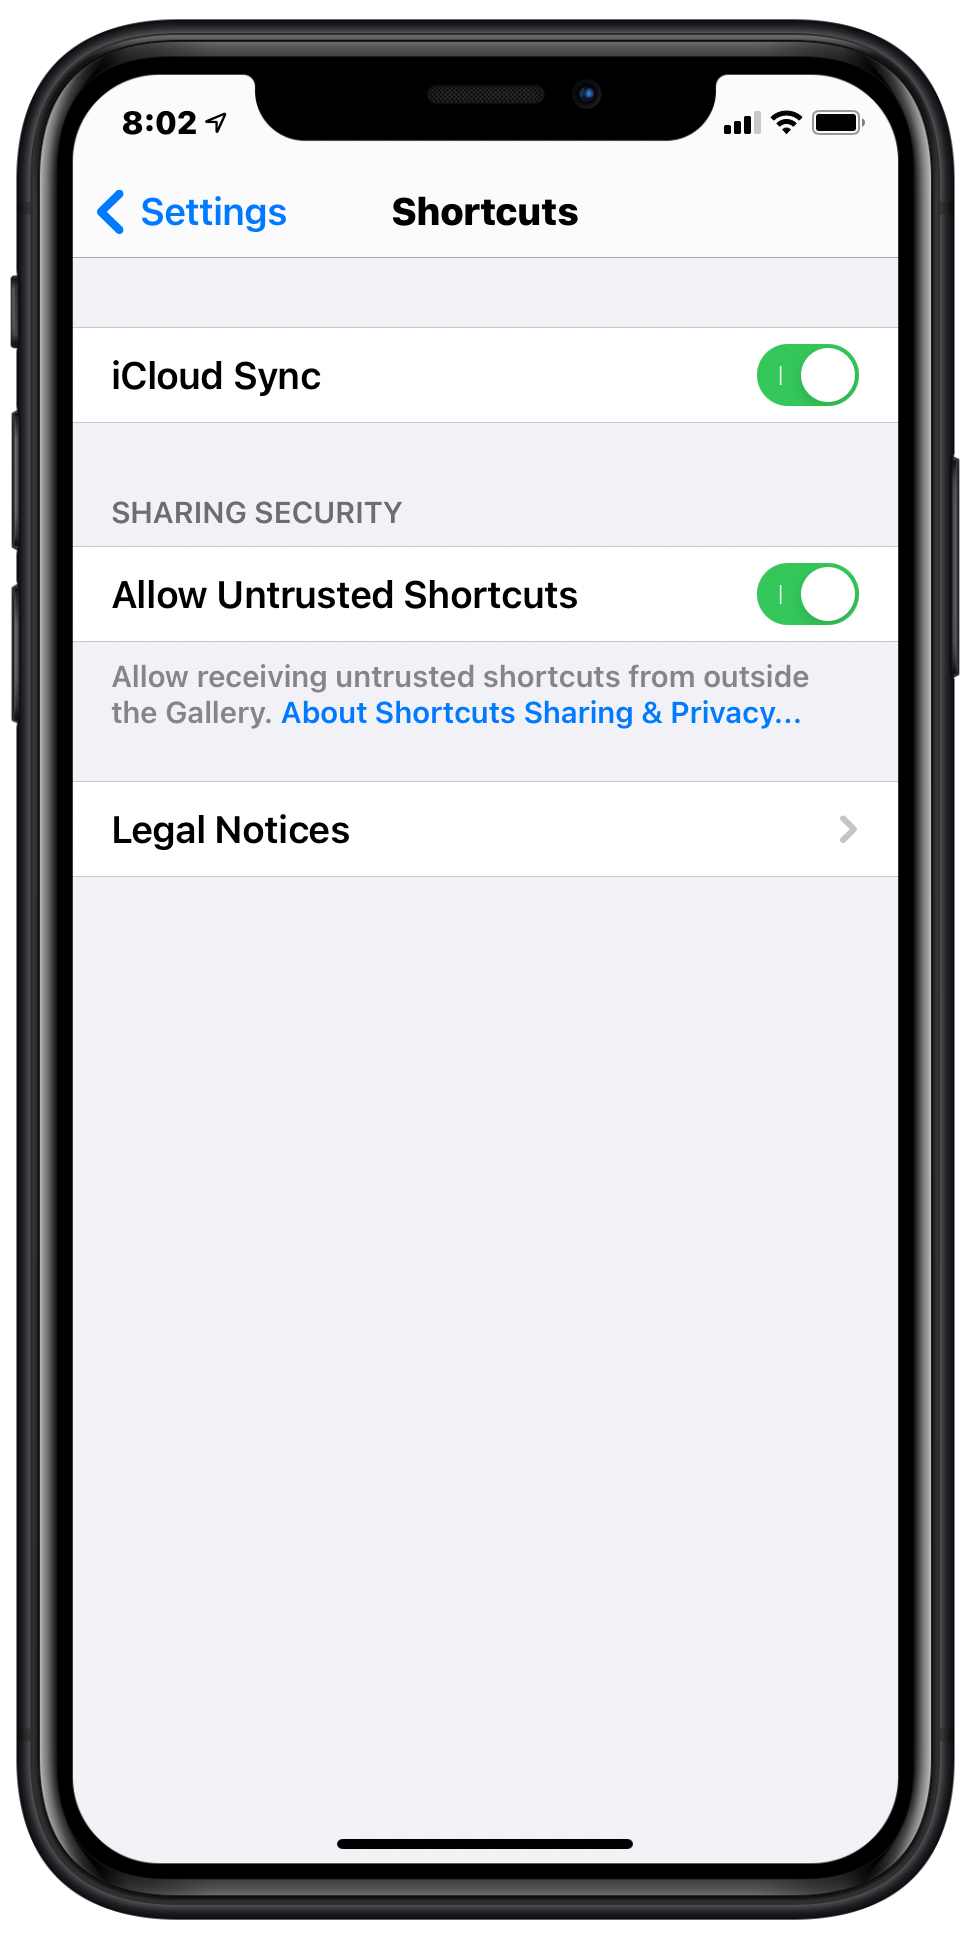 8:02
Settings
Shortcuts
iCloud Sync
SHARING SECURITY
Allow Untrusted Shortcuts
Allow receiving untrusted shortcuts from outside
the Gallery. About Shortcuts Sharing & Privacy...
Legal Notices